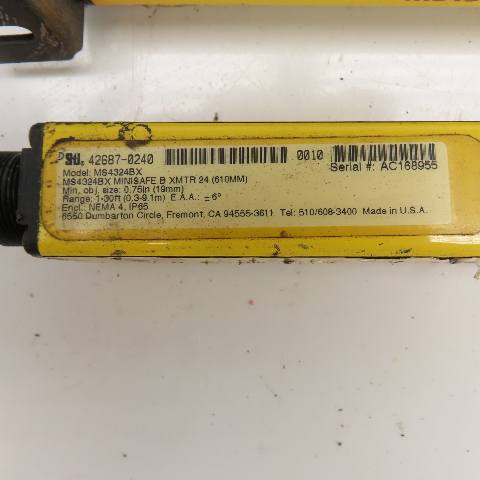 42687-0240 0010
Model: MS4324BX Serial #: AC168955
MS4324BX MINISAFE B XMTR 24 (610MM)
Min. obj. size: 0.75in (19mm)
Range: 1-30ft (0.3-9.1m) E.A.A.: ±6°
Encl.: NEMA 4, IP65
6550 Dumbarton Circle, Fremont, CA 94555-3611 Tel: 510/608-3400 Made in U.S.A.